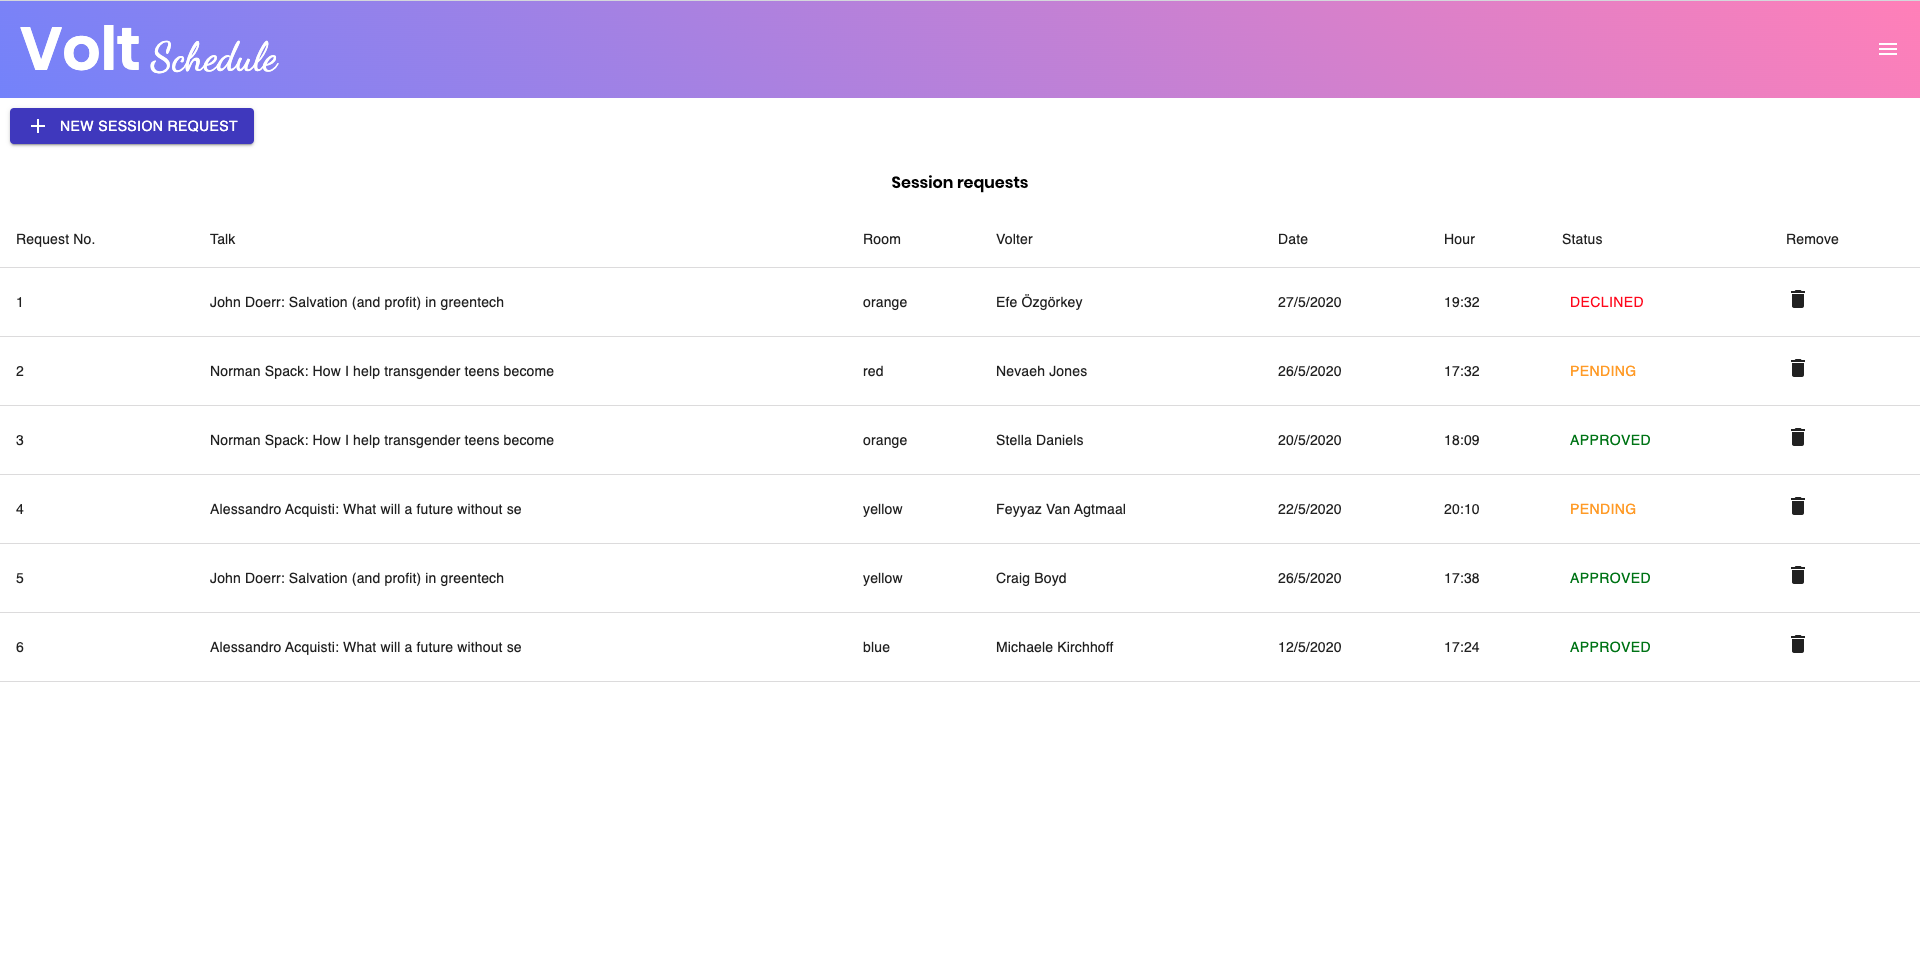 Volt Schedule
NEW SESSION REQUEST
Session requests
Request No. Talk Room Volter Date Hour Status Remove
1 John Doerr: Salvation (and profit) in greentech orange Efe Özgörkey 27/5/2020 19:32 DECLINED
2 Norman Spack: How I help transgender teens become red Nevaeh Jones 26/5/2020 17:32 PENDING
3 Norman Spack: How I help transgender teens become orange Stella Daniels 20/5/2020 18:09 APPROVED
4 Alessandro Acquisti: What will a future without se yellow Feyyaz Van Agtmaal 22/5/2020 20:10 PENDING
5 John Doerr: Salvation (and profit) in greentech yellow Craig Boyd 26/5/2020 17:38 APPROVED
6 Alessandro Acquisti: What will a future without se blue Michaele Kirchhoff 12/5/2020 17:24 APPROVED